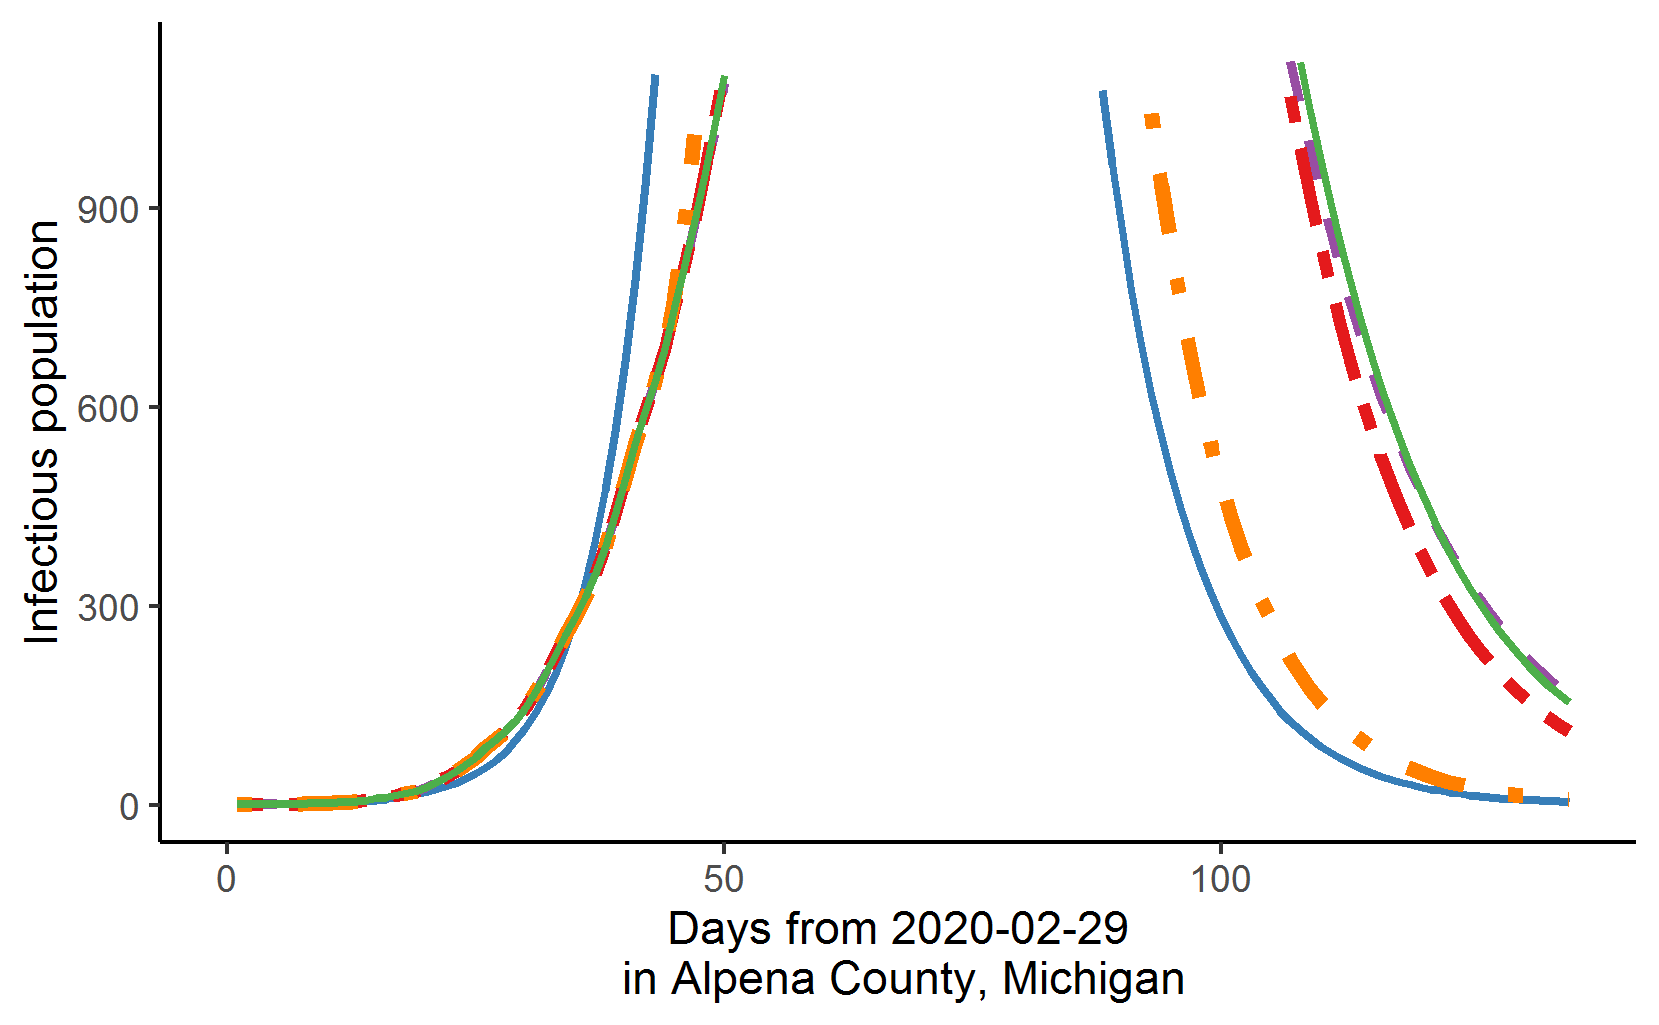 900
600
300
0
Infectious population
0 50 100
Days from 2020-02-29
in Alpena County, Michigan